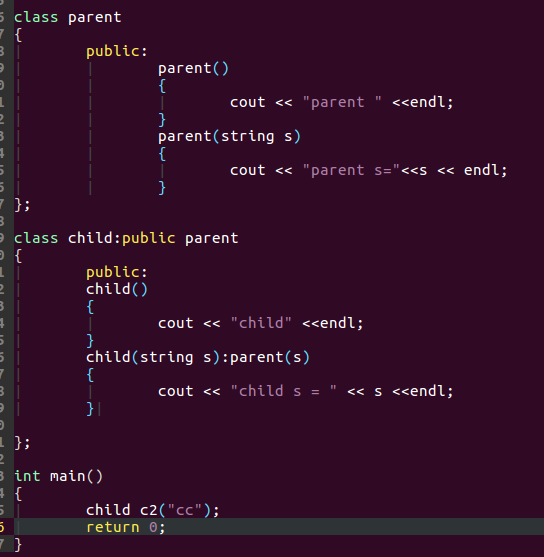 class parent
{
public:
parent()
{
cout << "parent " <<endl;
}
parent(string s)
{
cout << "parent s="<<s << endl;
}
};
class child:public parent
{
public:
child()
{
cout << "child" <<endl;
}
child(string s):parent(s)
{
cout << "child s = " << s <<endl;
}
};
int main()
{
child c2("cc");
return 0;
}